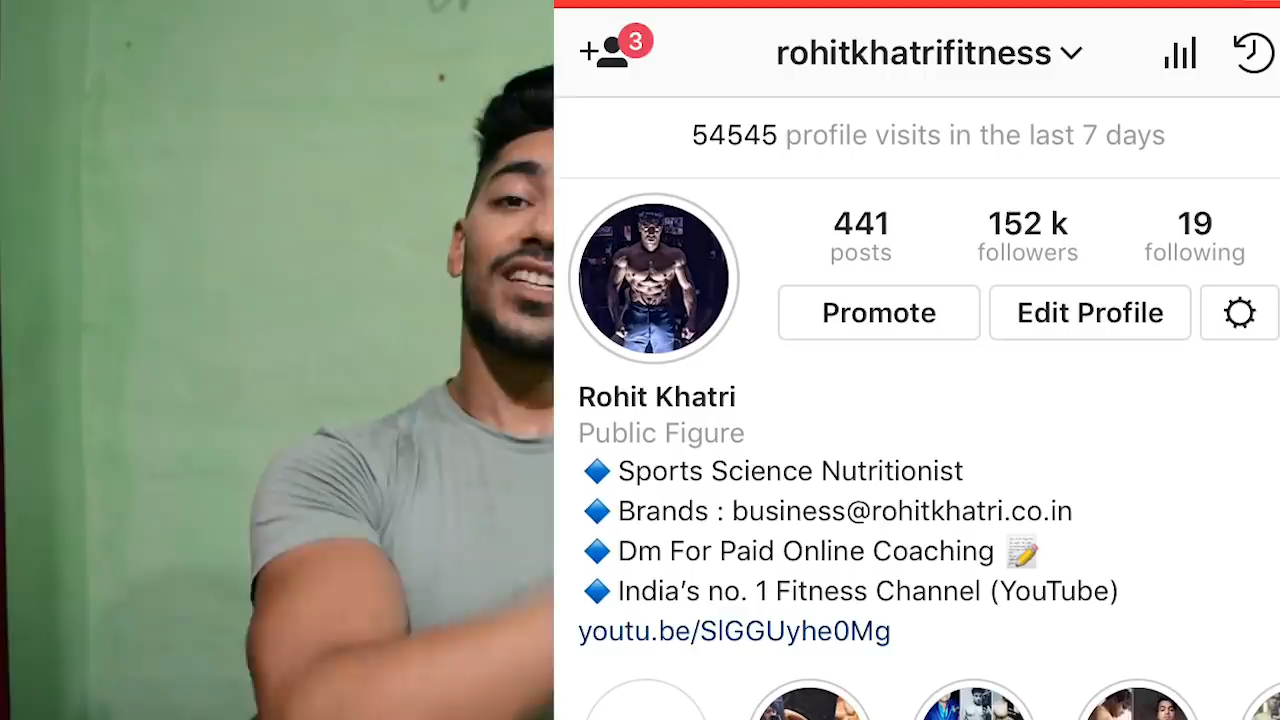 3
rohitkhatrifitness
54545 profile visits in the last 7 days
441 152 k 19
posts followers following
Promote Edit Profile
Rohit Khatri
Public Figure
🔷 Sports Science Nutritionist
🔷 Brands : business@rohitkhatri.co.in
🔷 Dm For Paid Online Coaching 📝
🔷 India’s no. 1 Fitness Channel (YouTube)
youtu.be/SlGGUyhe0Mg